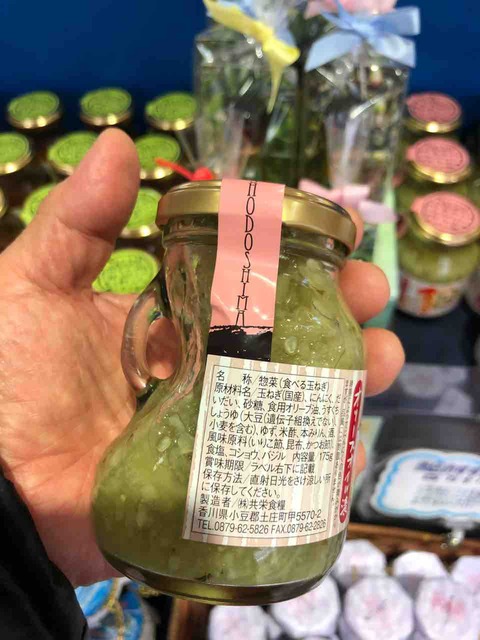 HODOSHIMA
名 称/惣菜(食べる玉ねぎ)
原材料名/玉ねぎ(国産)、にんにく、だ
いだい、砂糖、食用オリーブ油、うすくち
しょうゆ(大豆(遺伝子組換えでない)、
小麦を含む)、ゆず、米酢、本みりん、酒、
風味原料(いりこ節、昆布、かつお節)、
食塩、コショウ、バジル 内容量/175g
賞味期限/ラベル右下に記載
保存方法/直射日光をさけ涼しい所
に保存してください。
製造者/㈱共栄食糧
香川県小豆郡土庄町甲5570-2
TEL.0879-62-5826 FAX.0879-62-2826